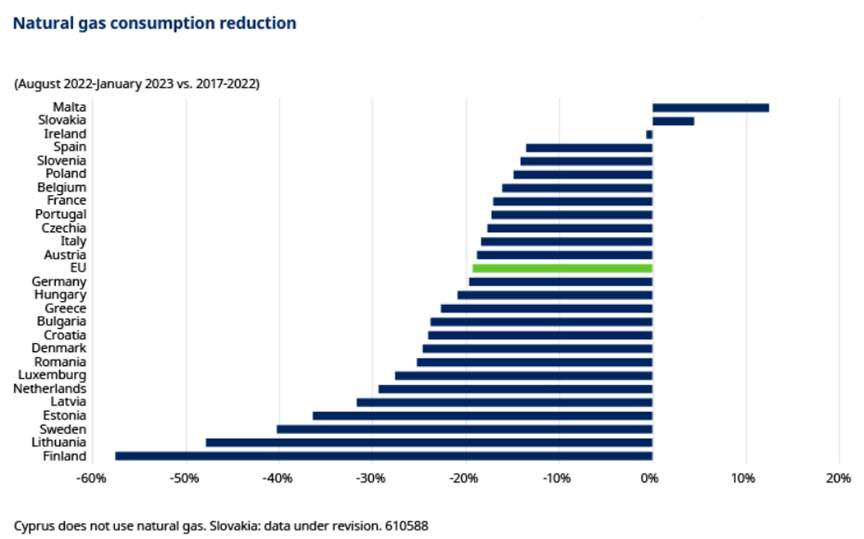 Natural gas consumption reduction
(August 2022-January 2023 vs. 2017-2022)
Malta
Slovakia
Ireland
Spain
Slovenia
Poland
Belgium
France
Portugal
Czechia
Italy
Austria
EU
Germany
Hungary
Greece
Bulgaria
Croatia
Denmark
Romania
Luxemburg
Netherlands
Latvia
Estonia
Sweden
Lithuania
Finland
-60% -50% -40% -30% -20% -10% 0% 10% 20%
Cyprus does not use natural gas. Slovakia: data under revision. 610588